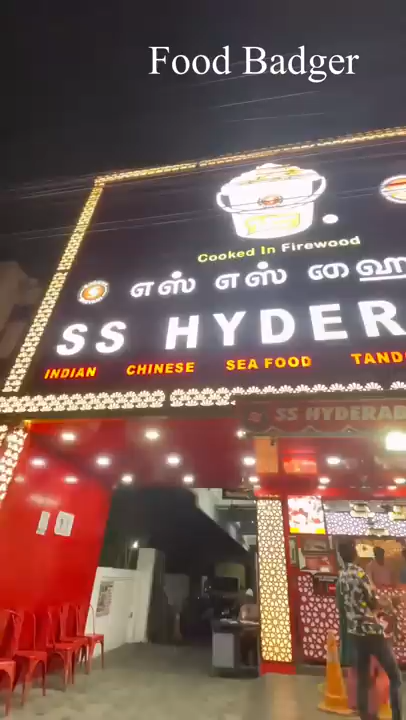 Food Badger
Cooked In Firewood
எஸ் எஸ் ஹை
SS HYDER
INDIAN CHINESE SEA FOOD TAND
SS HYDERAB